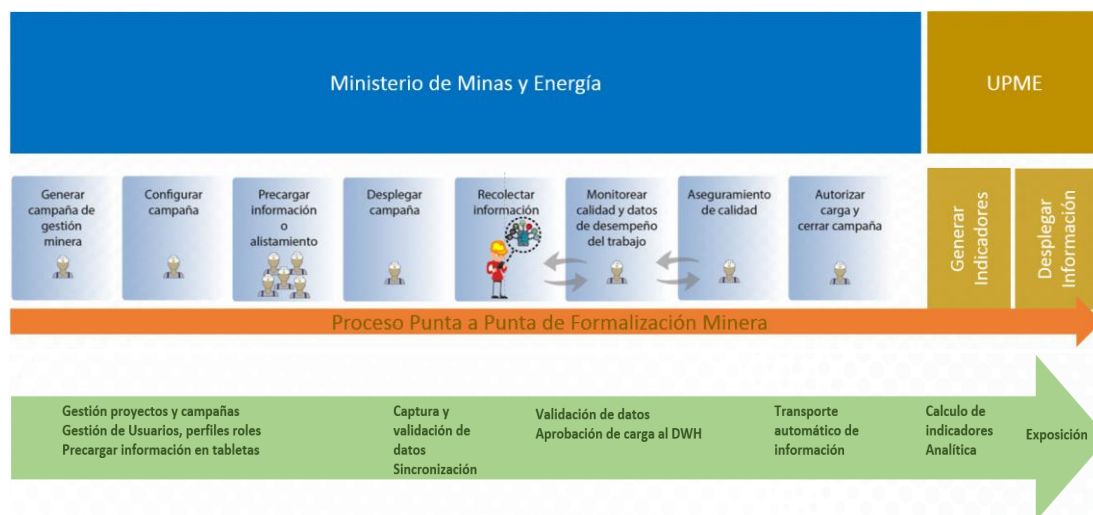 Ministerio de Minas y Energía
UPME
Generar
campaña de
gestión
minera
Configurar
campaña
Precargar
información
o
alistamiento
Desplegar
campaña
Recolectar
información
Monitorear
calidad y datos
de desempeño
del trabajo
Aseguramiento
de calidad
Autorizar
carga y
cerrar campaña
Generar
Indicadores
Desplegar
Información
Proceso Punta a Punta de Formalización Minera
Gestión proyectos y campañas
Gestión de Usuarios, perfiles roles
Precargar información en tabletas
Captura y
validación de
datos
Sincronización
Validación de datos
Aprobación de carga al DWH
Transporte
automático de
información
Calculo de
indicadores
Analítica
Exposición